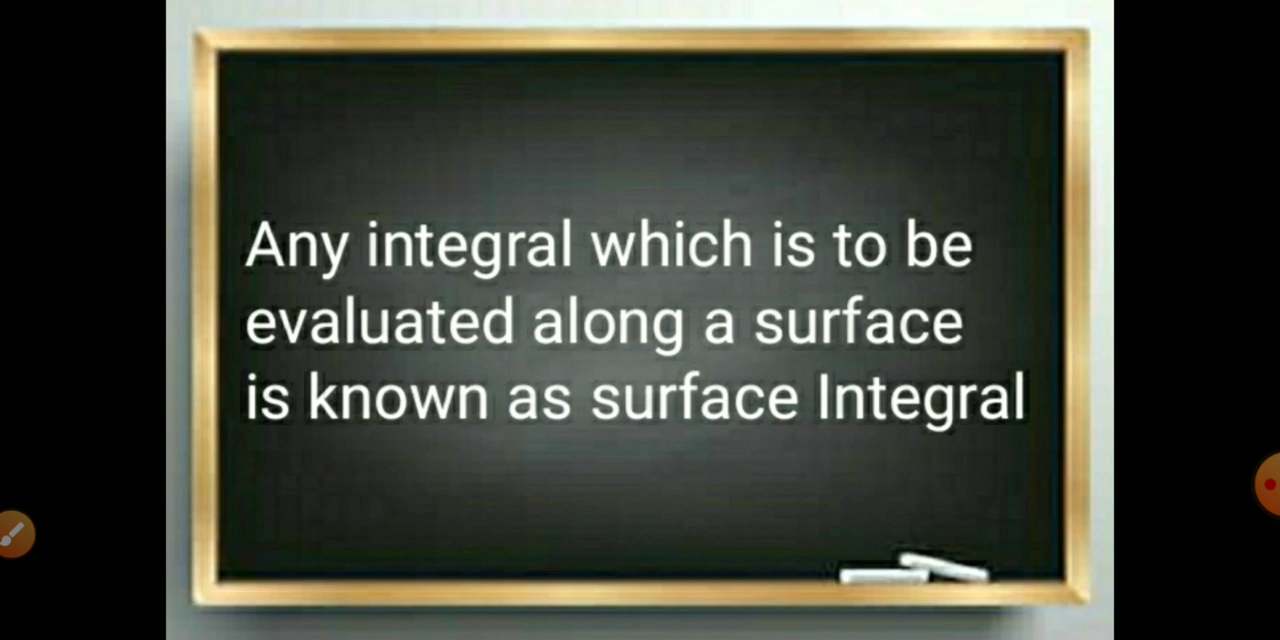 Any integral which is to be
evaluated along a surface
is known as surface Integral